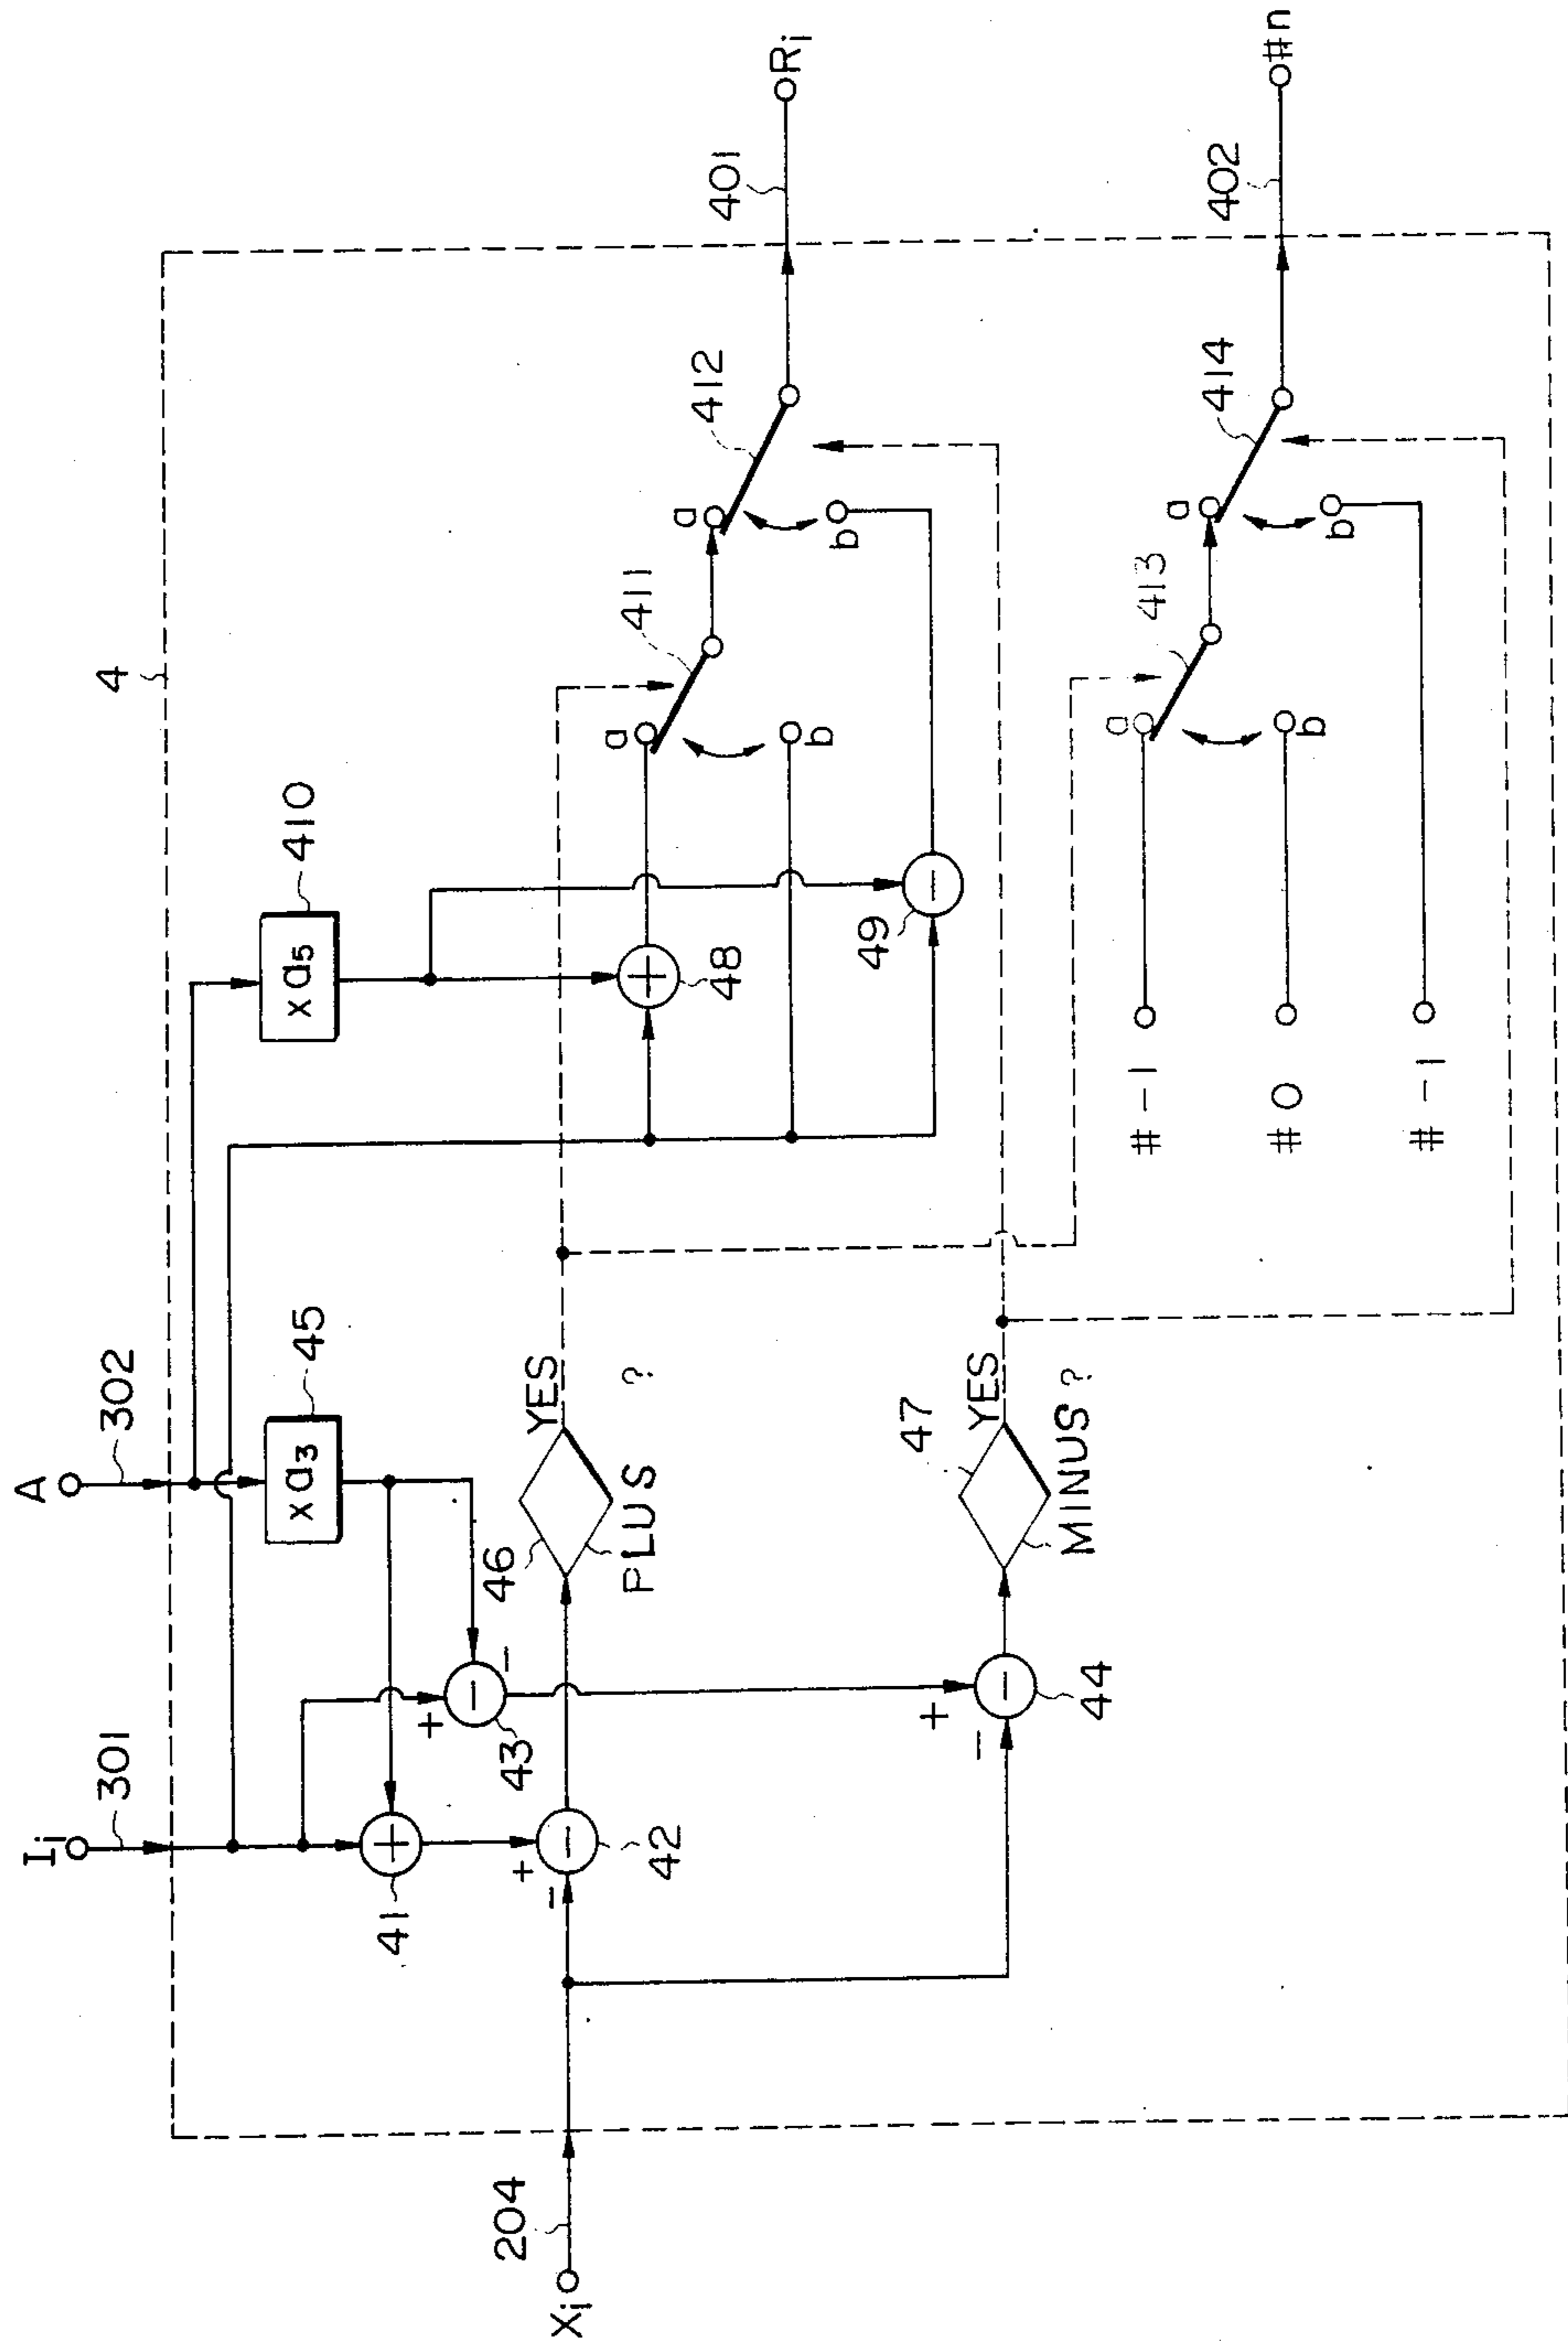 I i
301
A
302
4
45
×a3
410
×a5
41
+
43
−
+
−
46
YES
PLUS ?
48
+
411
a
b
412
a
b
401
Ri
Xi
204
42
−
+
−
44
−
+
−
47
YES
MINUS ?
49
−
# −1
# 0
# −1
413
a
b
414
a
b
402
#n